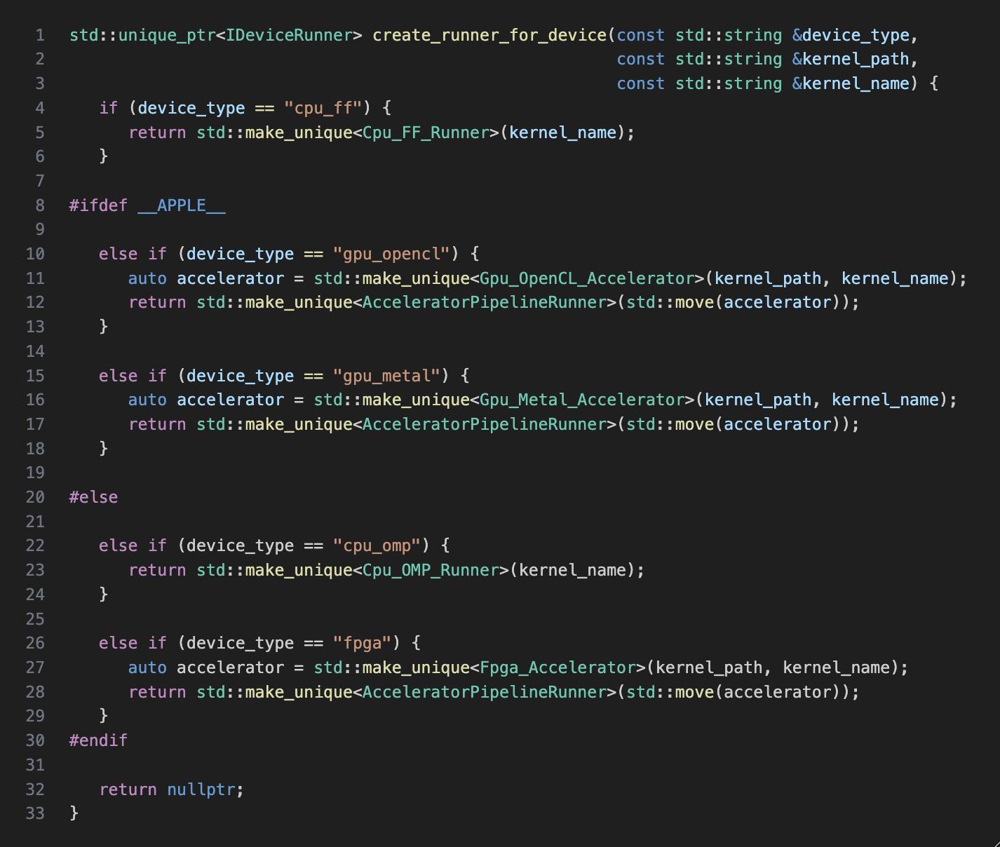 1 std::unique_ptr<IDeviceRunner> create_runner_for_device(const std::string &device_type,
2 const std::string &kernel_path,
3 const std::string &kernel_name) {
4 if (device_type == "cpu_ff") {
5 return std::make_unique<Cpu_FF_Runner>(kernel_name);
6 }
7
8 #ifdef __APPLE__
9
10 else if (device_type == "gpu_opencl") {
11 auto accelerator = std::make_unique<Gpu_OpenCL_Accelerator>(kernel_path, kernel_name);
12 return std::make_unique<AcceleratorPipelineRunner>(std::move(accelerator));
13 }
14
15 else if (device_type == "gpu_metal") {
16 auto accelerator = std::make_unique<Gpu_Metal_Accelerator>(kernel_path, kernel_name);
17 return std::make_unique<AcceleratorPipelineRunner>(std::move(accelerator));
18 }
19
20 #else
21
22 else if (device_type == "cpu_omp") {
23 return std::make_unique<Cpu_OMP_Runner>(kernel_name);
24 }
25
26 else if (device_type == "fpga") {
27 auto accelerator = std::make_unique<Fpga_Accelerator>(kernel_path, kernel_name);
28 return std::make_unique<AcceleratorPipelineRunner>(std::move(accelerator));
29 }
30 #endif
31
32 return nullptr;
33 }